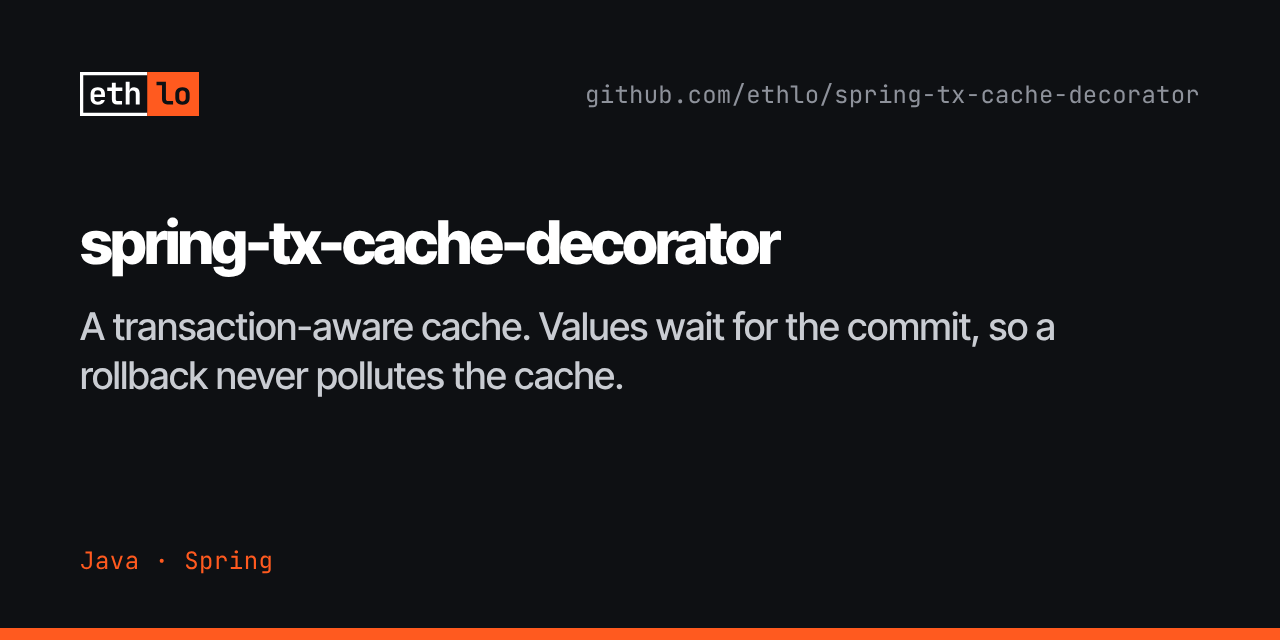 eth lo
github.com/ethlo/spring-tx-cache-decorator
spring-tx-cache-decorator
A transaction-aware cache. Values wait for the commit, so a
rollback never pollutes the cache.
Java · Spring